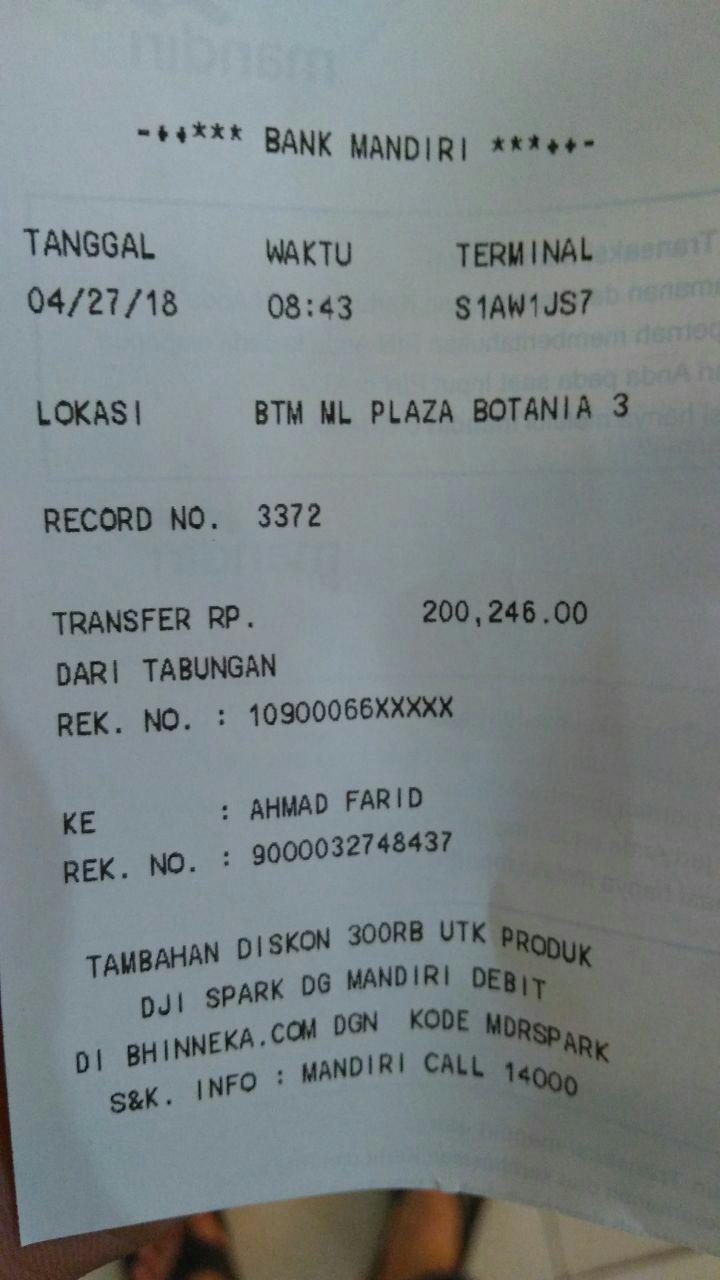 -++*** BANK MANDIRI ***++-
TANGGAL WAKTU TERMINAL
04/27/18 08:43 S1AW1JS7
LOKASI BTM ML PLAZA BOTANIA 3
RECORD NO. 3372
TRANSFER RP. 200,246.00
DARI TABUNGAN
REK. NO. : 10900066XXXXX
KE : AHMAD FARID
REK. NO. : 9000032748437
TAMBAHAN DISKON 300RB UTK PRODUK
DJI SPARK DG MANDIRI DEBIT
DI BHINNEKA.COM DGN KODE MDRSPARK
S&K. INFO : MANDIRI CALL 14000